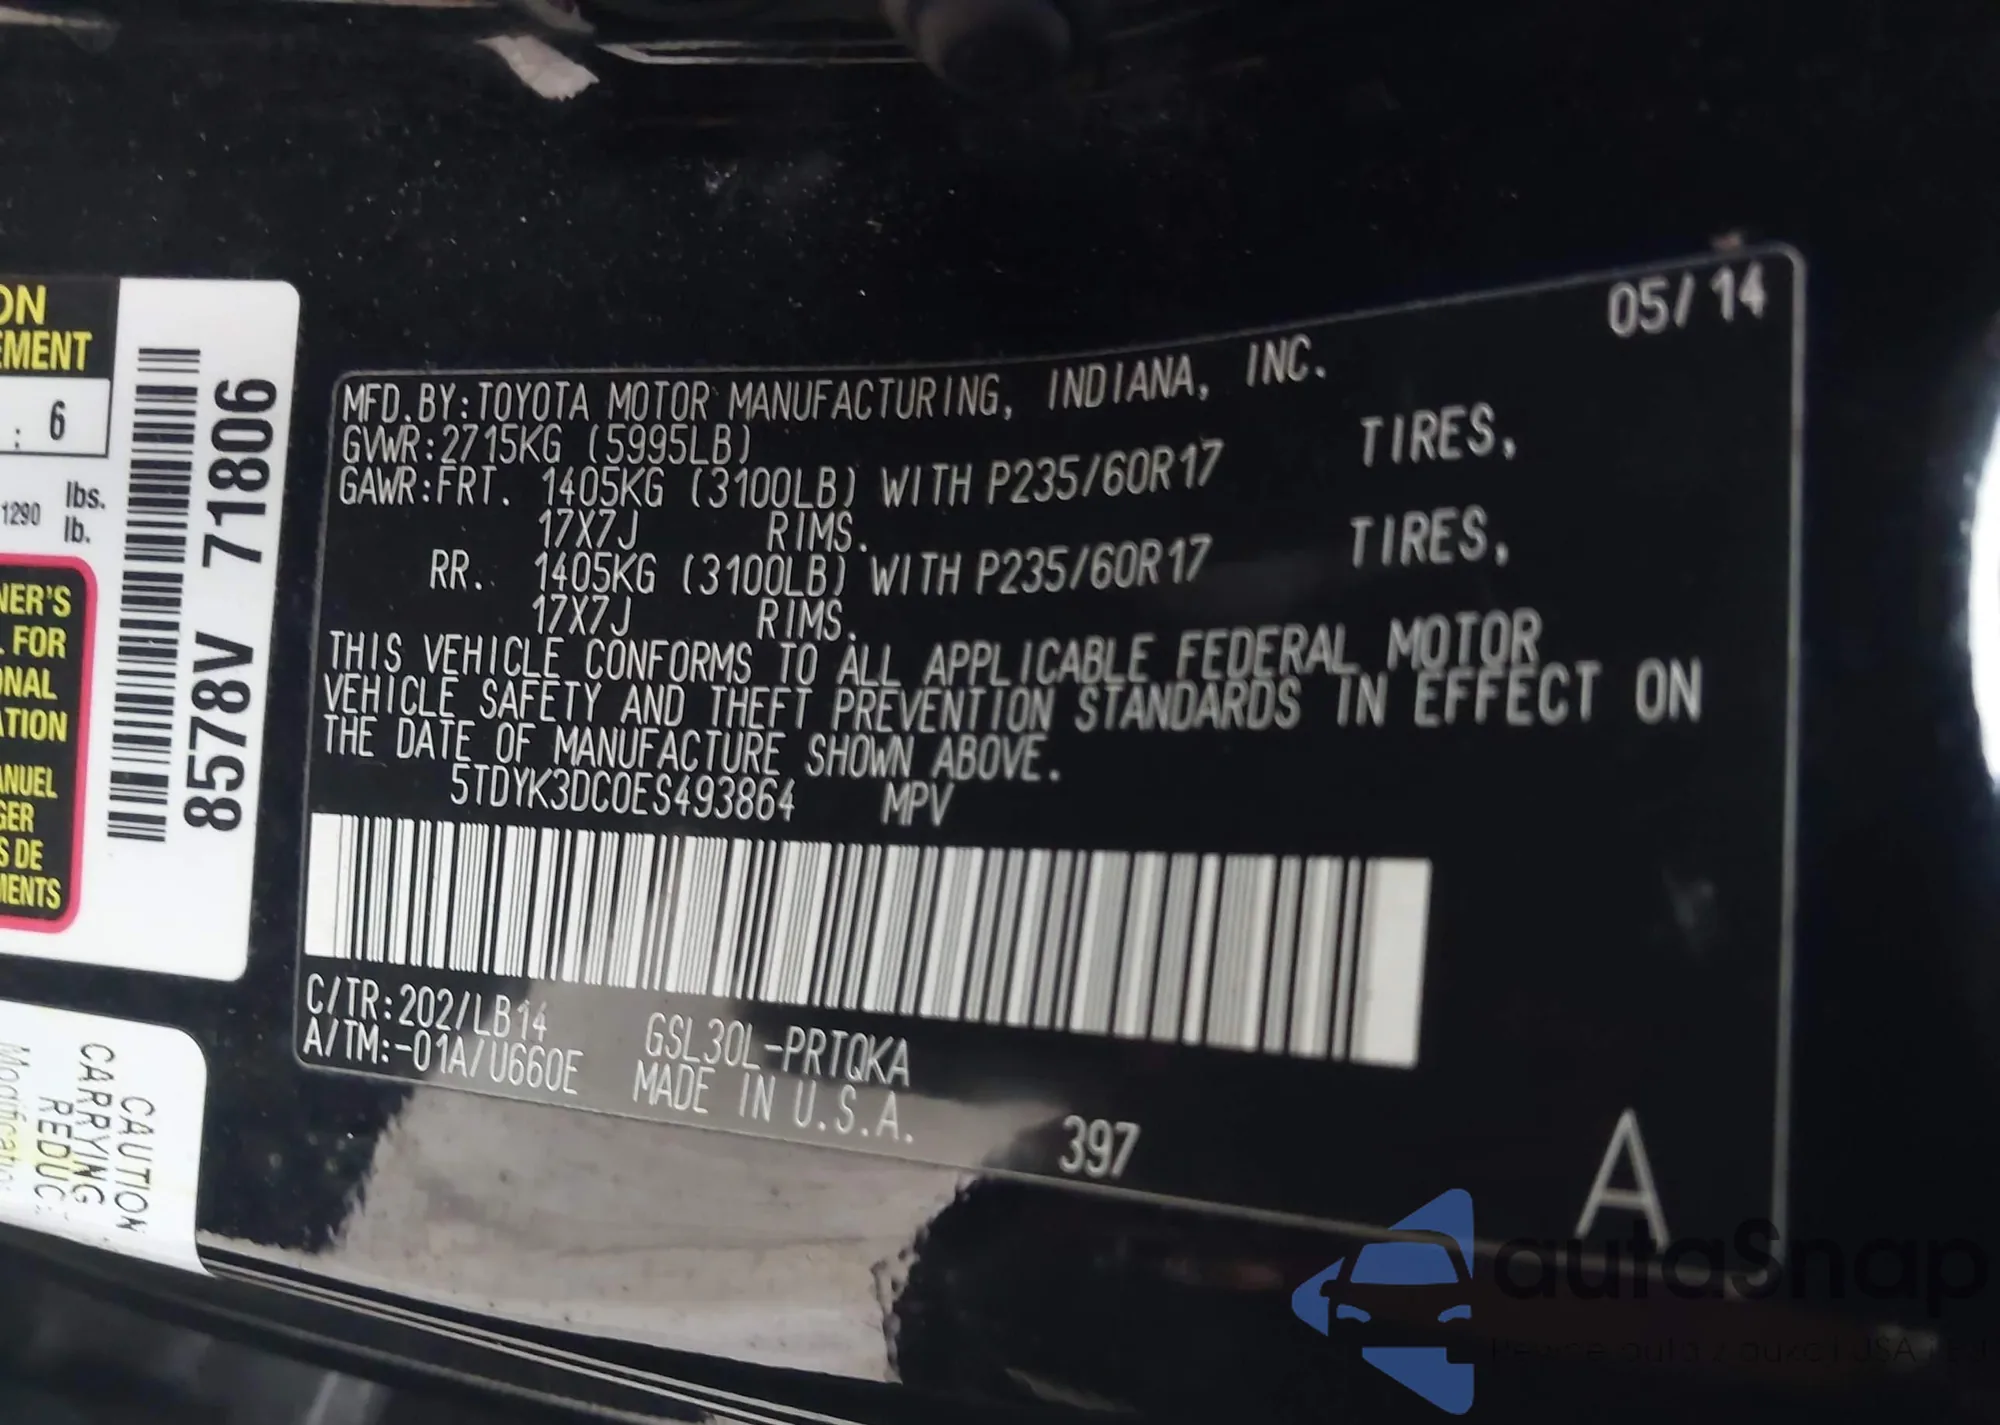 05/14
MFD.BY:TOYOTA MOTOR MANUFACTURING, INDIANA, INC.
GVWR:2715KG (5995LB)
GAWR:FRT. 1405KG (3100LB) WITH P235/60R17 TIRES,
17X7J RIMS.
RR. 1405KG (3100LB) WITH P235/60R17 TIRES,
17X7J RIMS.
THIS VEHICLE CONFORMS TO ALL APPLICABLE FEDERAL MOTOR
VEHICLE SAFETY AND THEFT PREVENTION STANDARDS IN EFFECT ON
THE DATE OF MANUFACTURE SHOWN ABOVE.
5TDYK3DC0ES493864 MPV
C/TR:202/LB14 GSL30L-PRTQKA
A/TM:-01A/U660E MADE IN U.S.A.
397
A
ON
EMENT
: 6
1290 lbs.
lb.
NER'S
FOR
ONAL
ATION
ANUEL
GER
S DE
MENTS
8578V 71806
CAUTION
CARRYING
REDUC
autaSnap